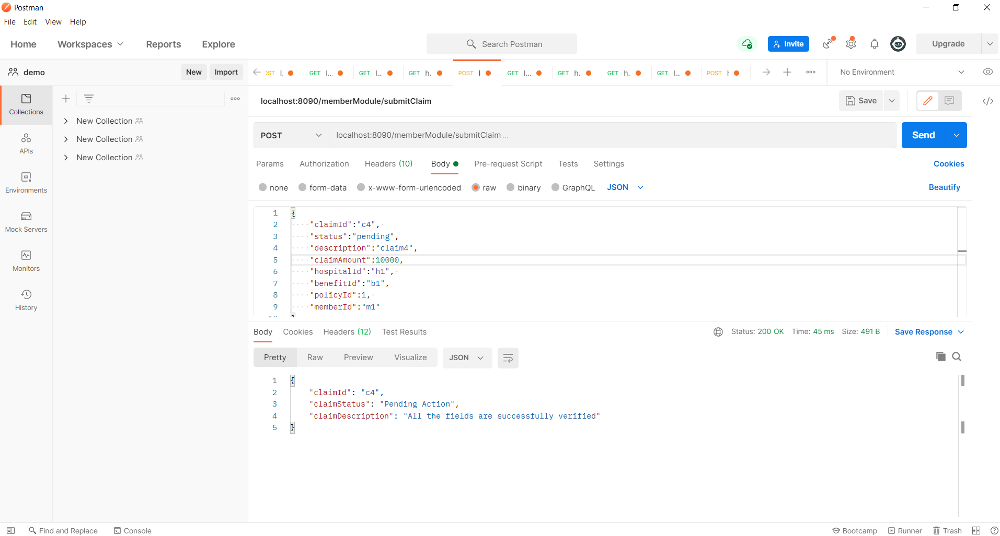 Postman
File Edit View Help
Home Workspaces Reports Explore Search Postman Invite Upgrade
demo New Import
GET l... GET l... GET h. POST l GET l... GET h. GET h. GET l... POST No Environment
localhost:8090/memberModule/submitClaim Save
Collections
APIs
Environments
Mock Servers
Monitors
History
New Collection
New Collection
New Collection
POST localhost:8090/memberModule/submitClaim ... Send
Params Authorization Headers (10) Body Pre-request Script Tests Settings Cookies
none form-data x-www-form-urlencoded raw binary GraphQL JSON Beautify
1 {
2 "claimId":"c4",
3 "status":"pending",
4 "description":"claim4",
5 "claimAmount":10000,
6 "hospitalId":"h1",
7 "benefitId":"b1",
8 "policyId":1,
9 "memberId":"m1"
Body Cookies Headers (12) Test Results Status: 200 OK Time: 45 ms Size: 491 B Save Response
Pretty Raw Preview Visualize JSON
1 {
2 "claimId": "c4",
3 "claimStatus": "Pending Action",
4 "claimDescription": "All the fields are successfully verified"
5 }
Find and Replace Console Bootcamp Runner Trash